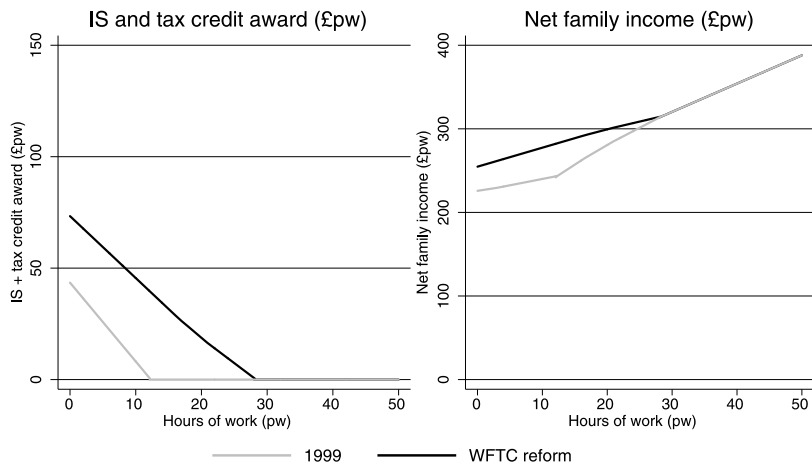 IS and tax credit award (£pw)
IS + tax credit award (£pw)
150
100
50
0
0 10 20 30 40 50
Hours of work (pw)
Net family income (£pw)
Net family income (£pw)
400
300
200
100
0
0 10 20 30 40 50
Hours of work (pw)
1999 WFTC reform